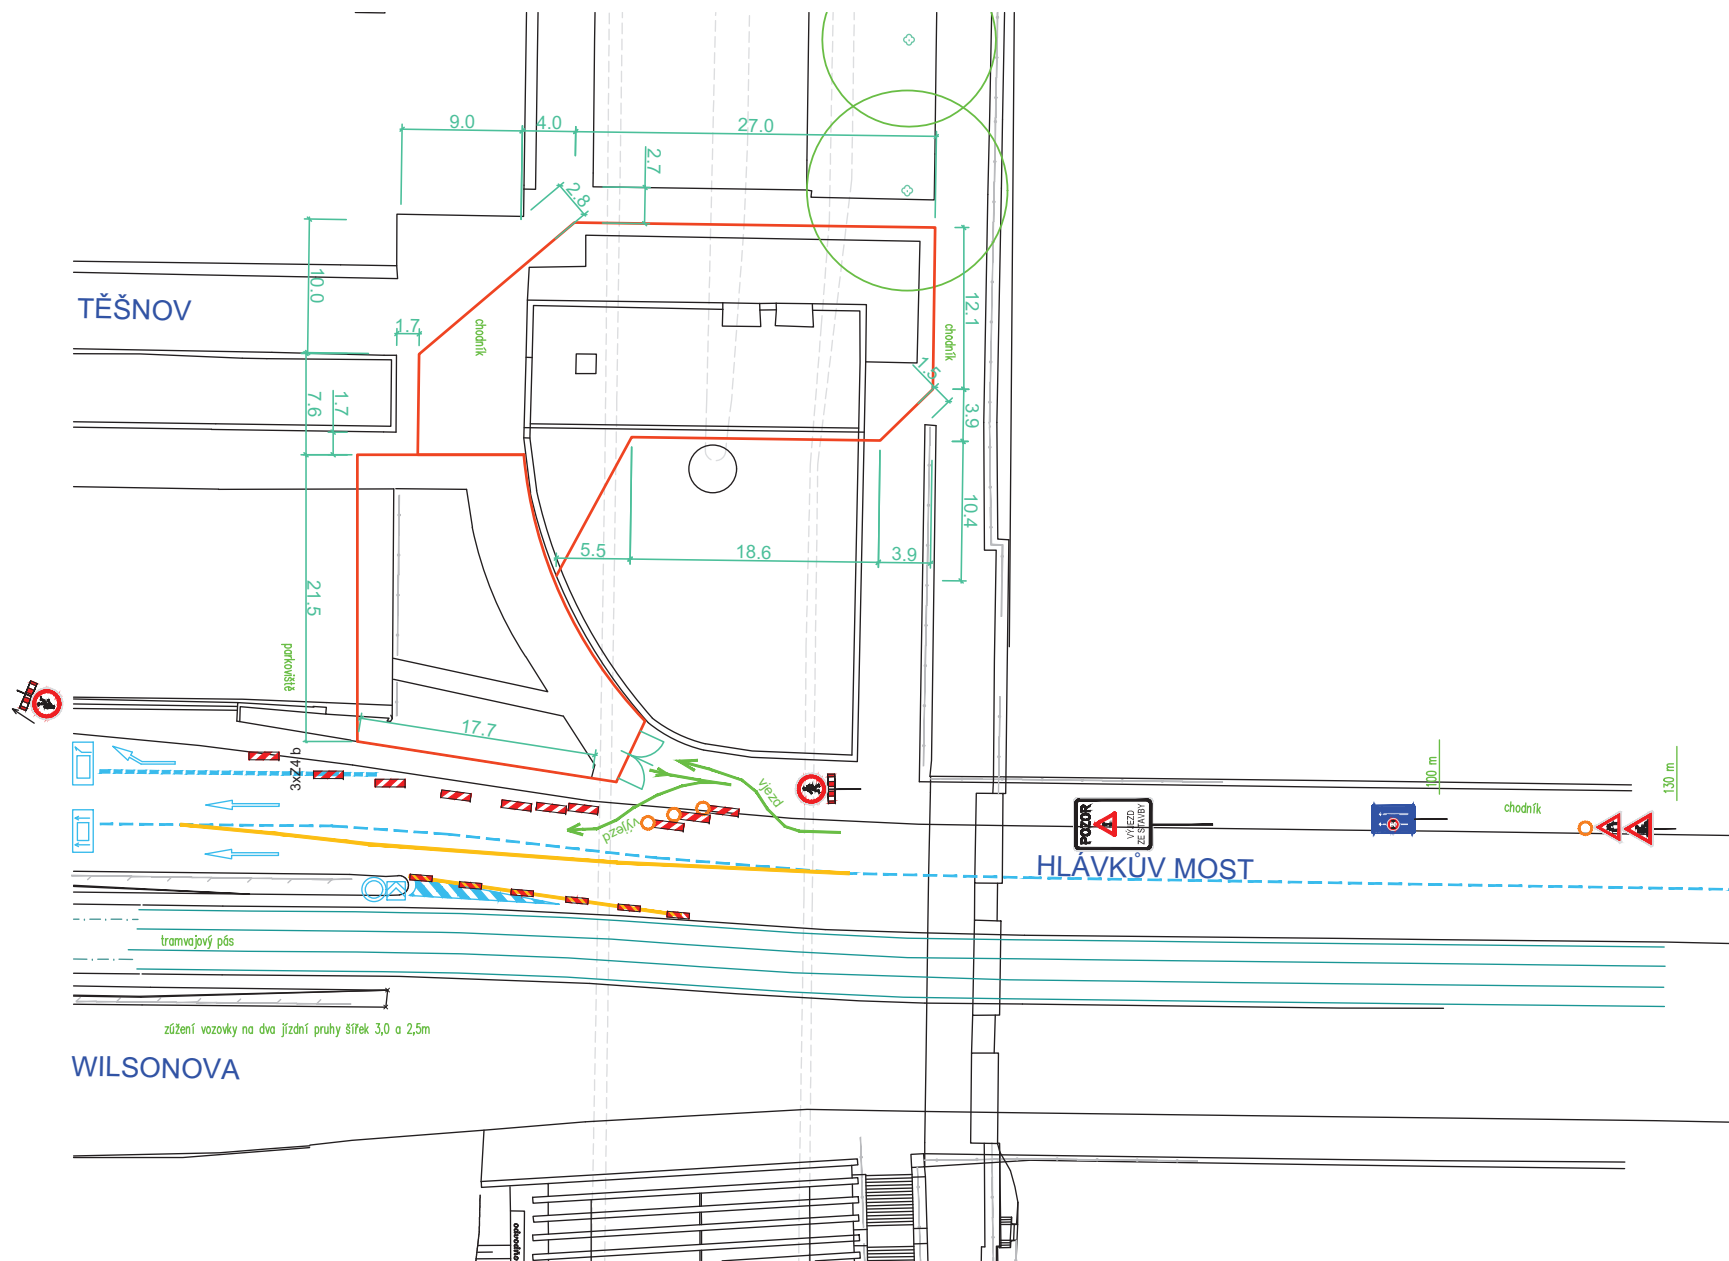 9.0
4.0
27.0
2.7
2.8
10.0
TĚŠNOV
1.7
chodník
chodník
12.1
1.5
1.7
7.6
3.9
10.4
5.5
18.6
3.9
21.5
parkoviště
17.7
3xZ4 b
vjezd
výjezd
POZOR
VÝJEZD
ZE STAVBY
100 m
130 m
chodník
HLÁVKŮV MOST
tramvajový pás
zúžení vozovky na dva jízdní pruhy šířek 3,0 a 2,5m
WILSONOVA